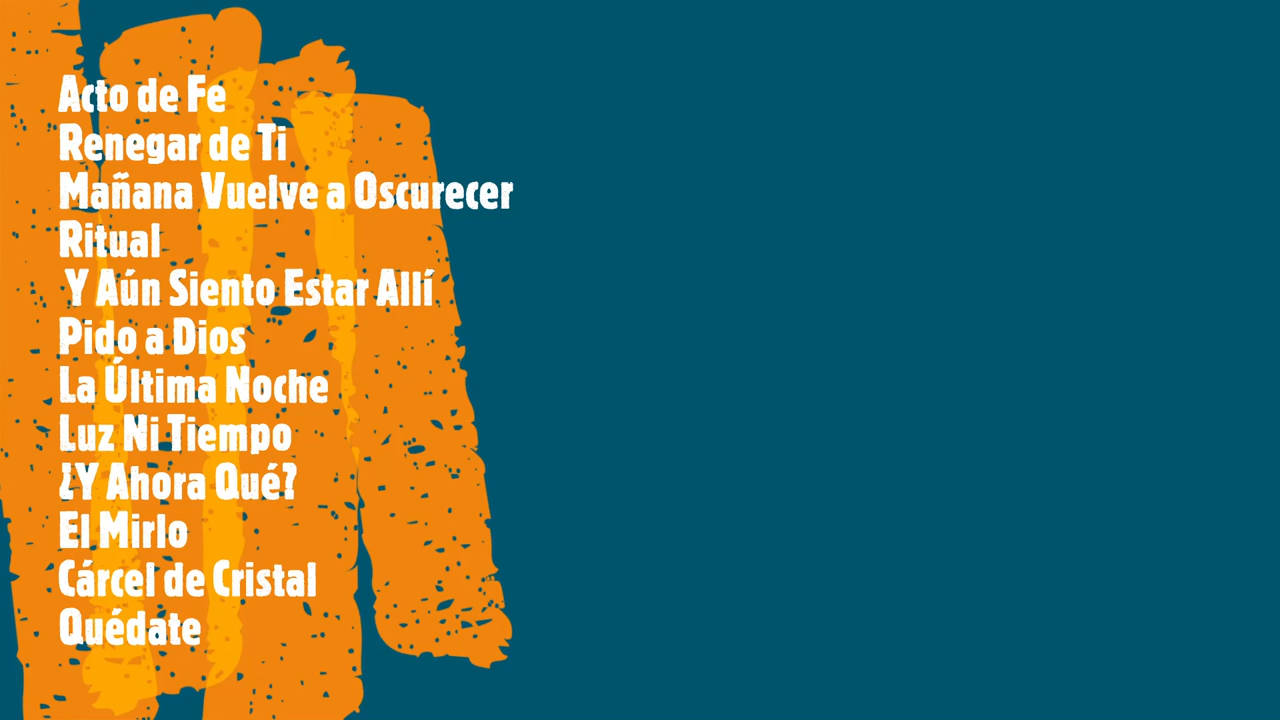 Acto de Fe
Renegar de Ti
Mañana Vuelve a Oscurecer
Ritual
Y Aún Siento Estar Allí
Pido a Dios
La Última Noche
Luz Ni Tiempo
¿Y Ahora Qué?
El Mirlo
Cárcel de Cristal
Quédate